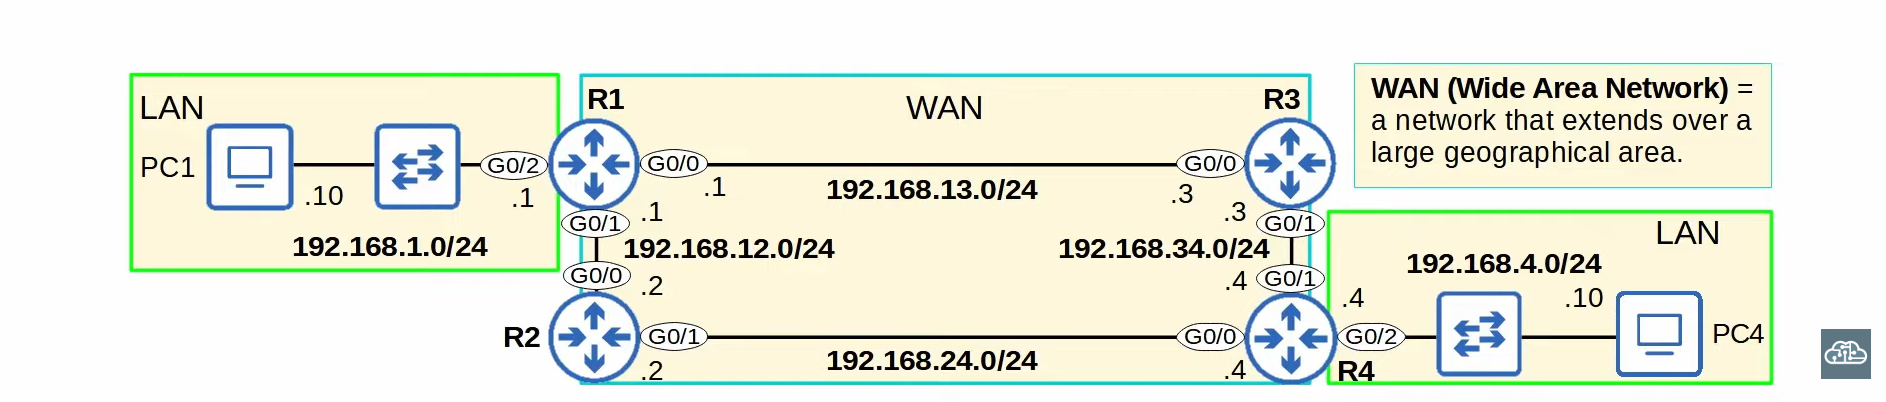 LAN
PC1
.10
G0/2
.1
192.168.1.0/24
R1
WAN
R3
G0/0
.1
192.168.13.0/24
G0/0
.3
G0/1
.1
192.168.12.0/24
G0/0
.2
.3
G0/1
192.168.34.0/24
.4
G0/1
R2
G0/1
.2
192.168.24.0/24
G0/0
.4
R4
WAN (Wide Area Network) =
a network that extends over a
large geographical area.
LAN
192.168.4.0/24
.4
G0/2
.10
PC4